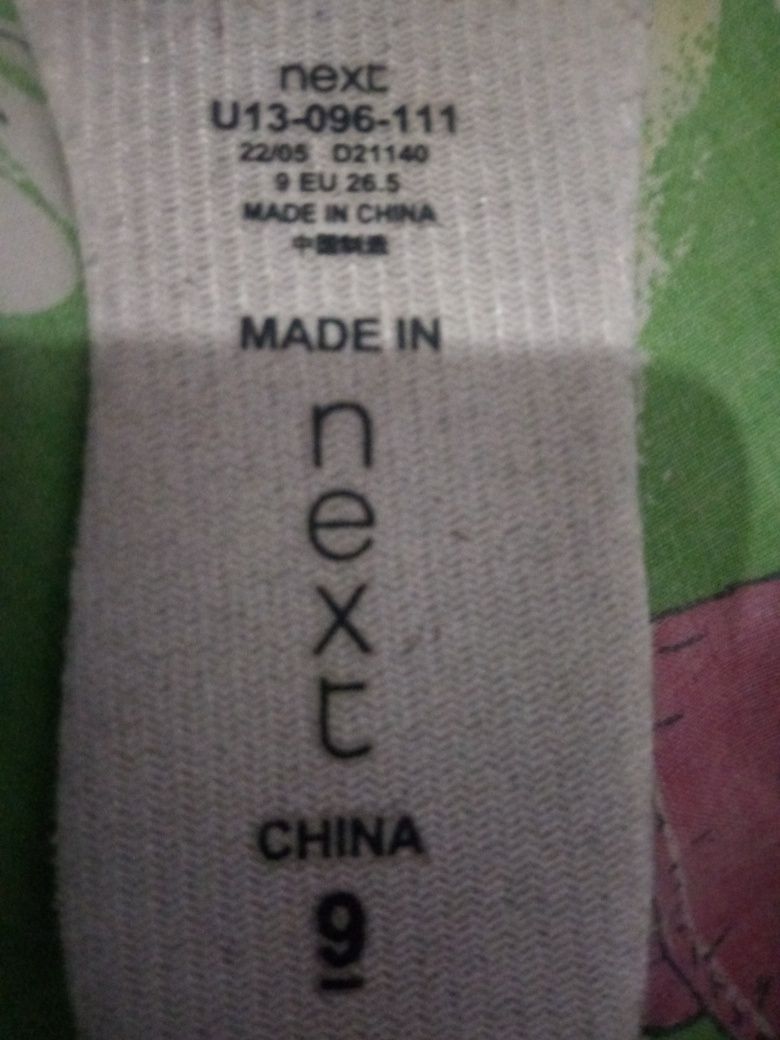 next
U13-096-111
22/05 D21140
9 EU 26.5
MADE IN CHINA
中国制造
MADE IN
next
CHINA
9